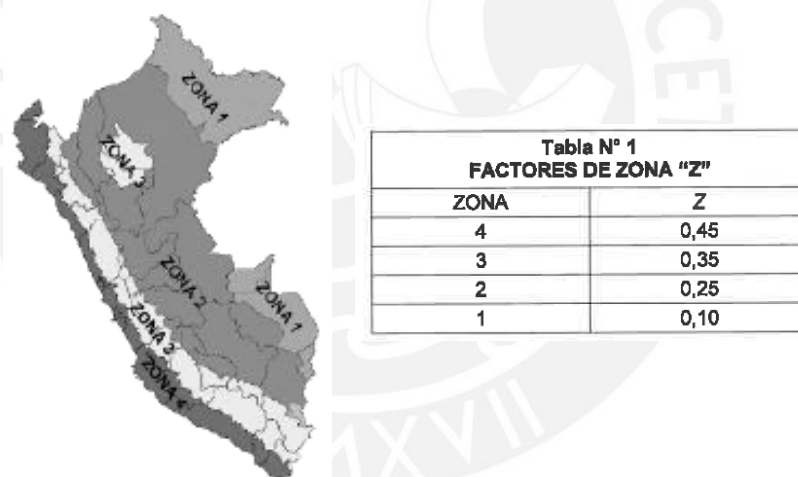 ZONA 1
ZONA 3
ZONA 2
ZONA 1
ZONA 3
ZONA 4
Tabla N° 1
FACTORES DE ZONA "Z"
ZONA Z
4 0,45
3 0,35
2 0,25
1 0,10
MXVII